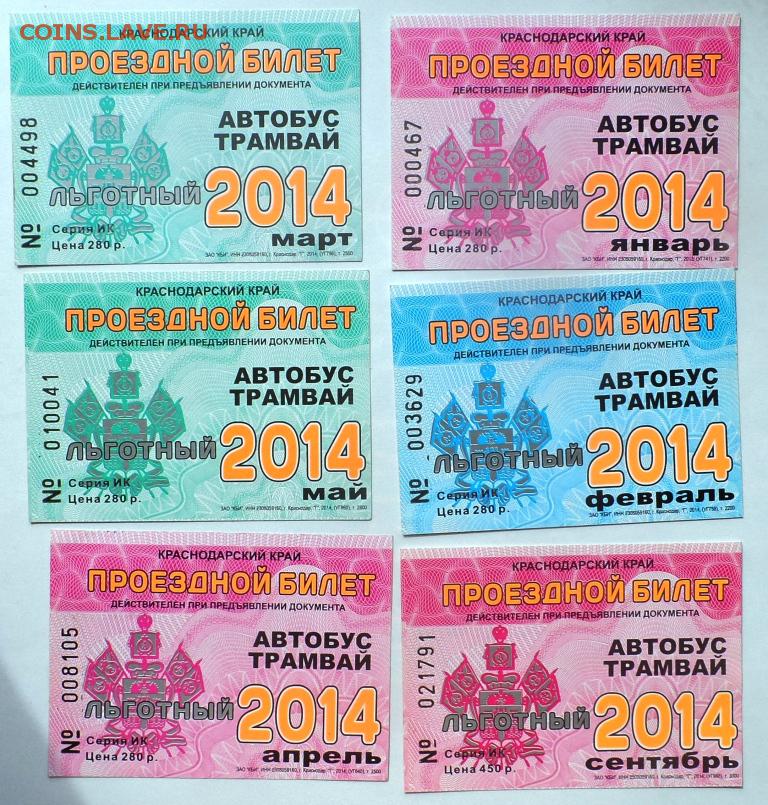 COINS.LAVE.RU
КРАСНОДАРСКИЙ КРАЙ
ПРОЕЗДНОЙ БИЛЕТ
ДЕЙСТВИТЕЛЕН ПРИ ПРЕДЪЯВЛЕНИИ ДОКУМЕНТА
АВТОБУС
ТРАМВАЙ
№ 004498
ЛЬГОТНЫЙ 2014
Серия ИК
Цена 280 р.
март
КРАСНОДАРСКИЙ КРАЙ
ПРОЕЗДНОЙ БИЛЕТ
ДЕЙСТВИТЕЛЕН ПРИ ПРЕДЪЯВЛЕНИИ ДОКУМЕНТА
АВТОБУС
ТРАМВАЙ
№ 000467
ЛЬГОТНЫЙ 2014
Серия ИК
Цена 280 р.
январь
КРАСНОДАРСКИЙ КРАЙ
ПРОЕЗДНОЙ БИЛЕТ
ДЕЙСТВИТЕЛЕН ПРИ ПРЕДЪЯВЛЕНИИ ДОКУМЕНТА
АВТОБУС
ТРАМВАЙ
№ 010041
ЛЬГОТНЫЙ 2014
Серия ИК
Цена 280 р.
май
КРАСНОДАРСКИЙ КРАЙ
ПРОЕЗДНОЙ БИЛЕТ
ДЕЙСТВИТЕЛЕН ПРИ ПРЕДЪЯВЛЕНИИ ДОКУМЕНТА
АВТОБУС
ТРАМВАЙ
№ 003629
ЛЬГОТНЫЙ 2014
Серия ИК
Цена 280 р.
февраль
КРАСНОДАРСКИЙ КРАЙ
ПРОЕЗДНОЙ БИЛЕТ
ДЕЙСТВИТЕЛЕН ПРИ ПРЕДЪЯВЛЕНИИ ДОКУМЕНТА
АВТОБУС
ТРАМВАЙ
№ 008105
ЛЬГОТНЫЙ 2014
Серия ИК
Цена 280 р.
апрель
КРАСНОДАРСКИЙ КРАЙ
ПРОЕЗДНОЙ БИЛЕТ
ДЕЙСТВИТЕЛЕН ПРИ ПРЕДЪЯВЛЕНИИ ДОКУМЕНТА
АВТОБУС
ТРАМВАЙ
№ 021791
ЛЬГОТНЫЙ 2014
Серия ИК
Цена 450 р.
сентябрь